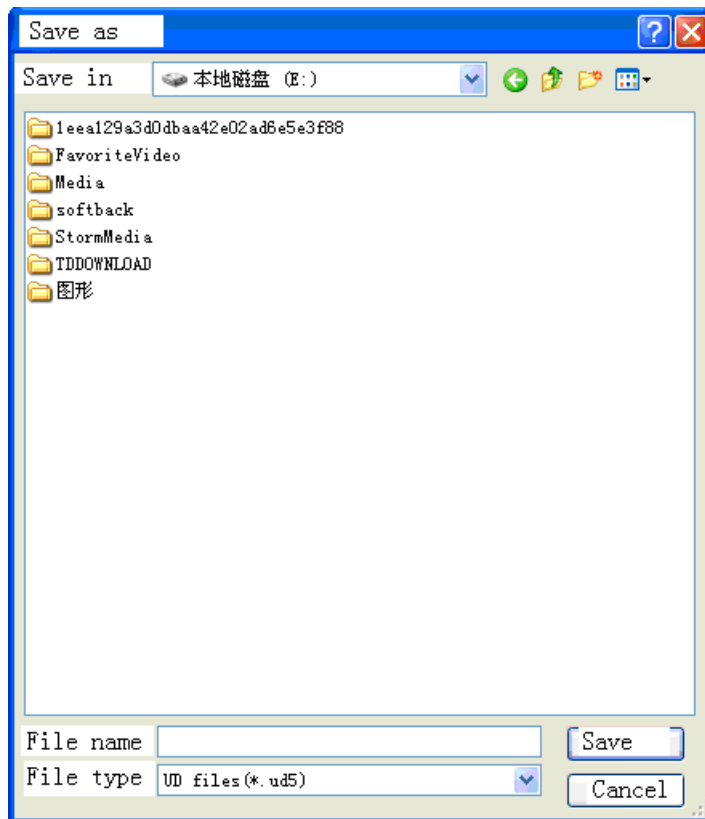 Save as
Save in 本地磁盘 (E:)
1eea129a3d0dbaa42e02ad6e5e3f88
FavoriteVideo
Media
softback
StormMedia
TDDOWNLOAD
图形
File name Save
File type UD files(*.ud5) Cancel